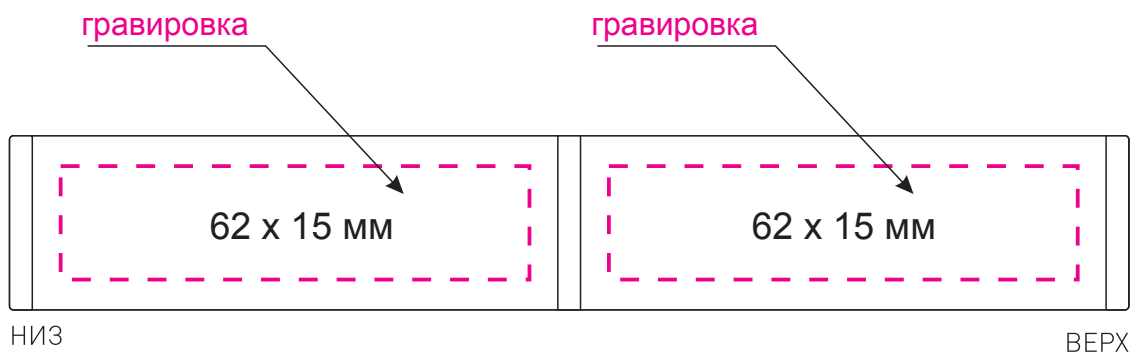 гравировка
гравировка
62 х 15 мм
62 х 15 мм
НИЗ
ВЕРХ